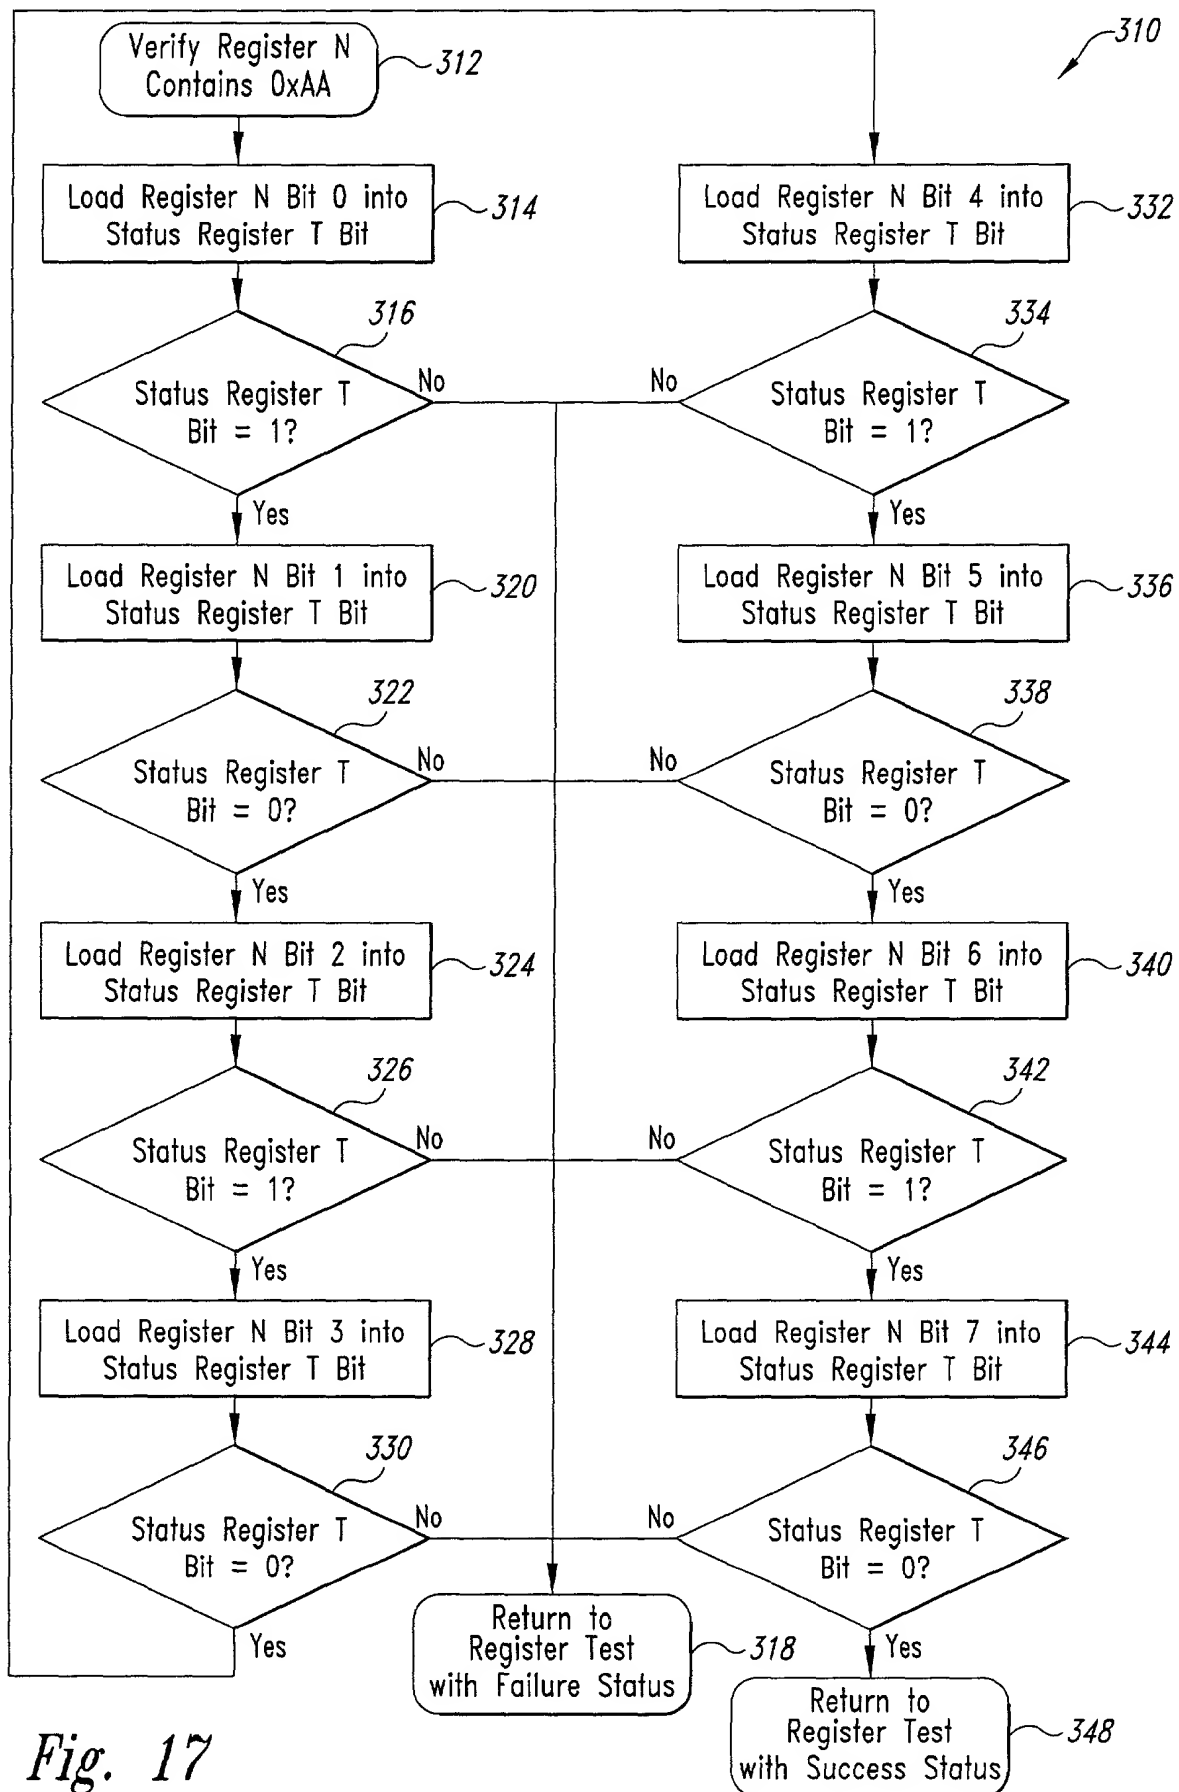 310
Verify Register N
Contains 0xAA
312
Load Register N Bit 0 into
Status Register T Bit
314
316
Status Register T
Bit = 1?
No
Yes
Load Register N Bit 1 into
Status Register T Bit
320
322
Status Register T
Bit = 0?
No
Yes
Load Register N Bit 2 into
Status Register T Bit
324
326
Status Register T
Bit = 1?
No
Yes
Load Register N Bit 3 into
Status Register T Bit
328
330
Status Register T
Bit = 0?
No
Yes
Load Register N Bit 4 into
Status Register T Bit
332
334
No
Status Register T
Bit = 1?
Yes
Load Register N Bit 5 into
Status Register T Bit
336
338
No
Status Register T
Bit = 0?
Yes
Load Register N Bit 6 into
Status Register T Bit
340
342
No
Status Register T
Bit = 1?
Yes
Load Register N Bit 7 into
Status Register T Bit
344
346
No
Status Register T
Bit = 0?
Yes
Return to
Register Test
with Failure Status
318
Return to
Register Test
with Success Status
348
Fig. 17